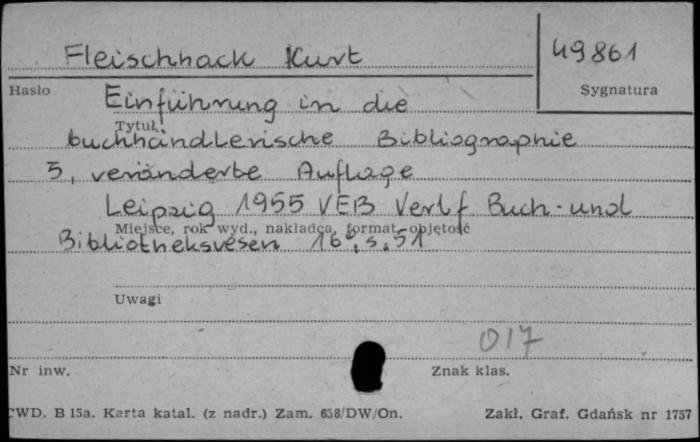 Fleischhack Kurt
49861
Hasło
Sygnatura
Einführung in die
Tytuł
buchhändlerische Bibliographie
5, veränderte Auflage
Leipzig 1955 VEB Verl f Buch- und
Miejsce, rok wyd., nakładca, format, objętość
Bibliotheksvesen 16°, s. 51
Uwagi
017
Nr inw.
Znak klas.
CWD. B 15a. Karta katal. (z nadr.) Zam. 658/DW/On.
Zakł. Graf. Gdańsk nr 1757